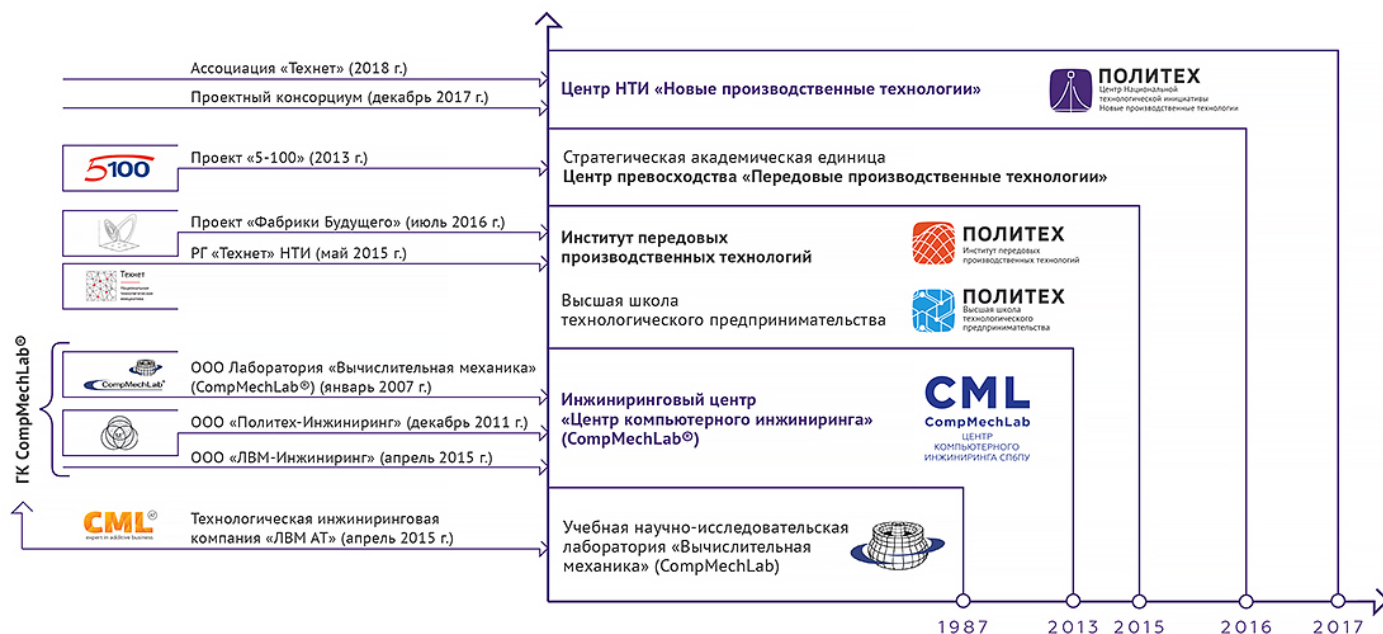 Ассоциация «Технет» (2018 г.)
Проектный консорциум (декабрь 2017 г.)
Центр НТИ «Новые производственные технологии»
ПОЛИТЕХ
Центр Национальной
технологической инициативы
Новые производственные технологии
5100
Проект «5-100» (2013 г.)
Стратегическая академическая единица
Центр превосходства «Передовые производственные технологии»
Проект «Фабрики Будущего» (июль 2016 г.)
РГ «Технет» НТИ (май 2015 г.)
Технет
Национальная
технологическая
инициатива
Институт передовых
производственных технологий
ПОЛИТЕХ
Институт передовых
производственных технологий
Высшая школа
технологического предпринимательства
ПОЛИТЕХ
Высшая школа
технологического
предпринимательства
ГК CompMechLab®
CompMechLab®
ООО Лаборатория «Вычислительная механика»
(CompMechLab®) (январь 2007 г.)
ООО «Политех-Инжиниринг» (декабрь 2011 г.)
ООО «ЛВМ-Инжиниринг» (апрель 2015 г.)
Инжиниринговый центр
«Центр компьютерного инжиниринга»
(CompMechLab®)
CML
CompMechLab
ЦЕНТР
КОМПЬЮТЕРНОГО
ИНЖИНИРИНГА СПбПУ
CML AT
expert in additive business
Технологическая инжиниринговая
компания «ЛВМ АТ» (апрель 2015 г.)
Учебная научно-исследовательская
лаборатория «Вычислительная
механика» (CompMechLab)
1987 2013 2015 2016 2017